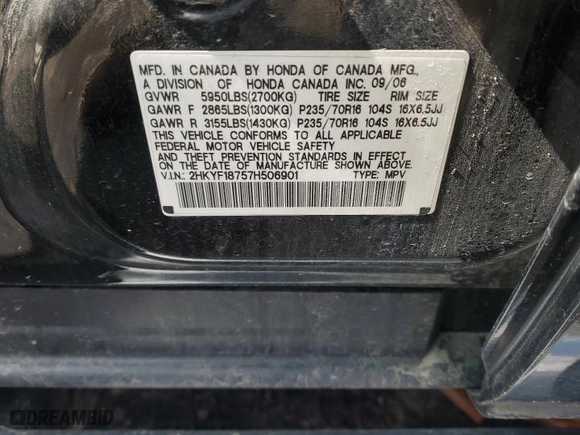 MFD. IN CANADA BY HONDA OF CANADA MFG.,
A DIVISION OF HONDA CANADA INC. 09/06
GVWR 5950LBS(2700KG) TIRE SIZE RIM SIZE
GAWR F 2865LBS(1300KG) P235/70R16 104S 16X6.5JJ
GAWR R 3155LBS(1430KG) P235/70R16 104S 16X6.5JJ
THIS VEHICLE CONFORMS TO ALL APPLICABLE
FEDERAL MOTOR VEHICLE SAFETY
AND THEFT PREVENTION STANDARDS IN EFFECT
ON THE DATE OF MANUFACTURE SHOWN ABOVE.
V.I.N.: 2HKYF18757H506901 TYPE: MPV
DREAMBID